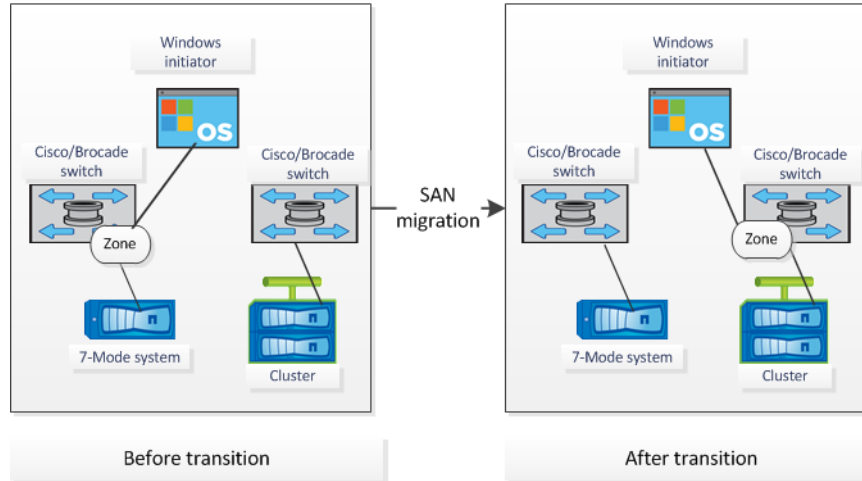 Windows
initiator
OS
Cisco/Brocade
switch
Cisco/Brocade
switch
Zone
7-Mode system
Cluster
Before transition
SAN
migration
Windows
initiator
OS
Cisco/Brocade
switch
Cisco/Brocade
switch
Zone
7-Mode system
Cluster
After transition